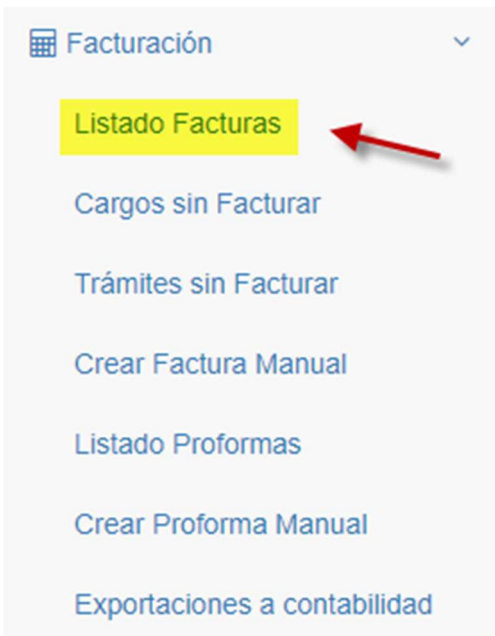 Facturación
Listado Facturas
Cargos sin Facturar
Trámites sin Facturar
Crear Factura Manual
Listado Proformas
Crear Proforma Manual
Exportaciones a contabilidad